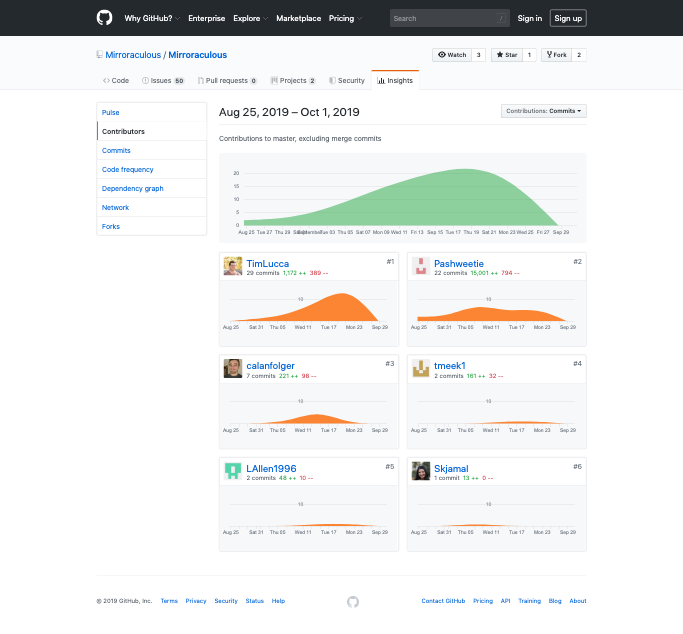 Why GitHub? Enterprise Explore Marketplace Pricing Search / Sign in Sign up
Mirroraculous / Mirroraculous Watch 3 Star 1 Fork 2
Code Issues 50 Pull requests 0 Projects 2 Security Insights
Pulse
Contributors
Commits
Code frequency
Dependency graph
Network
Forks
Aug 25, 2019 – Oct 1, 2019 Contributions: Commits
Contributions to master, excluding merge commits
20
15
10
5
0
Aug 25 Tue 27 Thu 29 September Tue 03 Thu 05 Sat 07 Mon 09 Wed 11 Fri 13 Sep 15 Tue 17 Thu 19 Sat 21 Mon 23 Wed 25 Fri 27 Sep 29
TimLucca #1
29 commits 1,172 ++ 389 --
10
Aug 25 Sat 31 Thu 05 Wed 11 Tue 17 Mon 23 Sep 29
Pashweetie #2
22 commits 15,001 ++ 794 --
10
Aug 25 Sat 31 Thu 05 Wed 11 Tue 17 Mon 23 Sep 29
calanfolger #3
7 commits 221 ++ 98 --
10
Aug 25 Sat 31 Thu 05 Wed 11 Tue 17 Mon 23 Sep 29
tmeek1 #4
2 commits 161 ++ 32 --
10
Aug 25 Sat 31 Thu 05 Wed 11 Tue 17 Mon 23 Sep 29
LAllen1996 #5
2 commits 48 ++ 10 --
10
Aug 25 Sat 31 Thu 05 Wed 11 Tue 17 Mon 23 Sep 29
Skjamal #6
1 commit 13 ++ 0 --
10
Aug 25 Sat 31 Thu 05 Wed 11 Tue 17 Mon 23 Sep 29
© 2019 GitHub, Inc. Terms Privacy Security Status Help Contact GitHub Pricing API Training Blog About